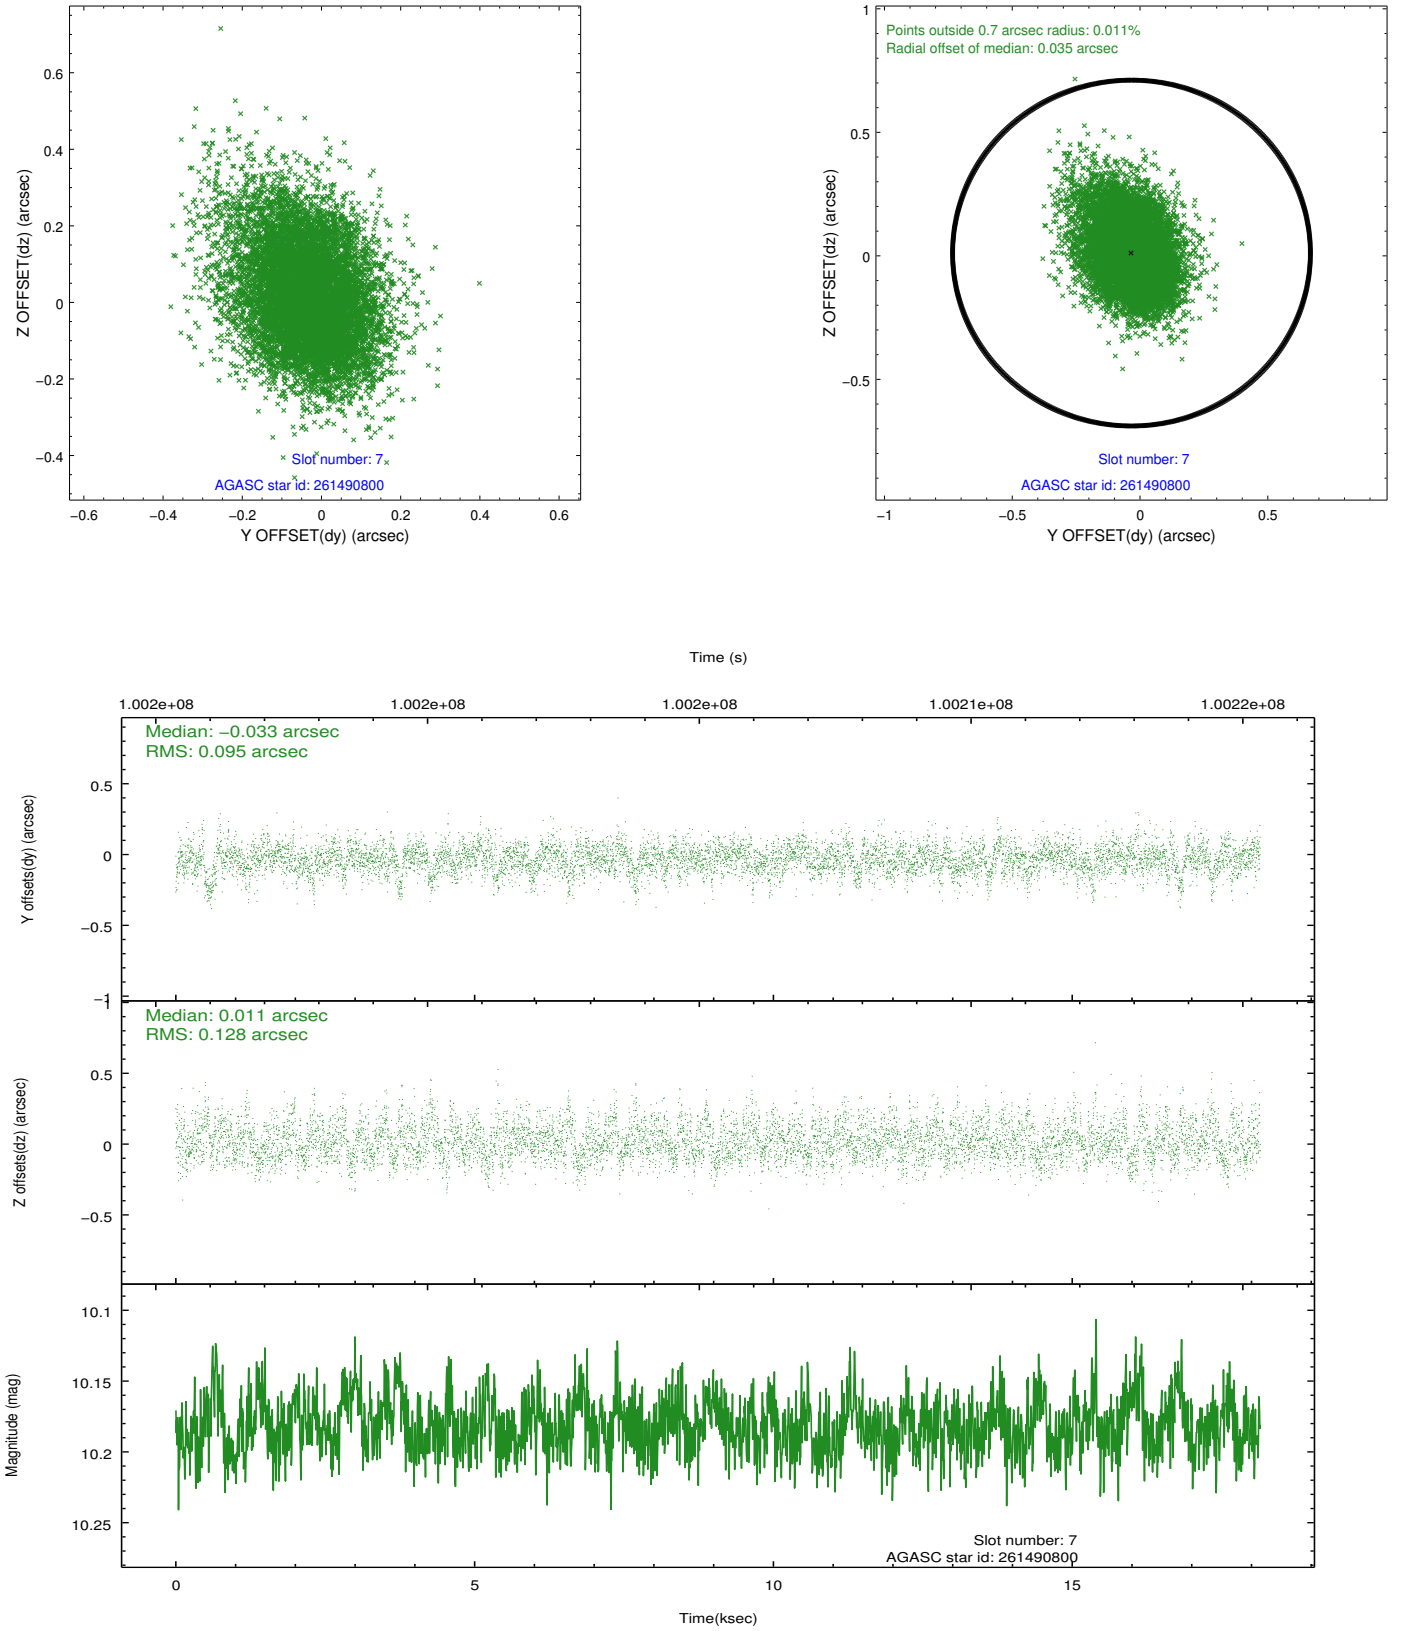 0.6
0.4
0.2
0
−0.2
−0.4
Z OFFSET(dz) (arcsec)
Slot number: 7
AGASC star id: 261490800
−0.6 −0.4 −0.2 0 0.2 0.4 0.6
Y OFFSET(dy) (arcsec)
1
0.5
0
−0.5
Z OFFSET(dz) (arcsec)
Points outside 0.7 arcsec radius: 0.011%
Radial offset of median: 0.035 arcsec
Slot number: 7
AGASC star id: 261490800
−1 −0.5 0 0.5
Y OFFSET(dy) (arcsec)
Time (s)
1.002e+08 1.002e+08 1.002e+08 1.0021e+08 1.0022e+08
Median: −0.033 arcsec
RMS: 0.095 arcsec
0.5
0
−0.5
−1
Y offsets(dy) (arcsec)
1
Median: 0.011 arcsec
RMS: 0.128 arcsec
0.5
0
−0.5
Z offsets(dz) (arcsec)
10.1
10.15
10.2
10.25
Magnitude (mag)
Slot number: 7
AGASC star id: 261490800
0 5 10 15
Time(ksec)